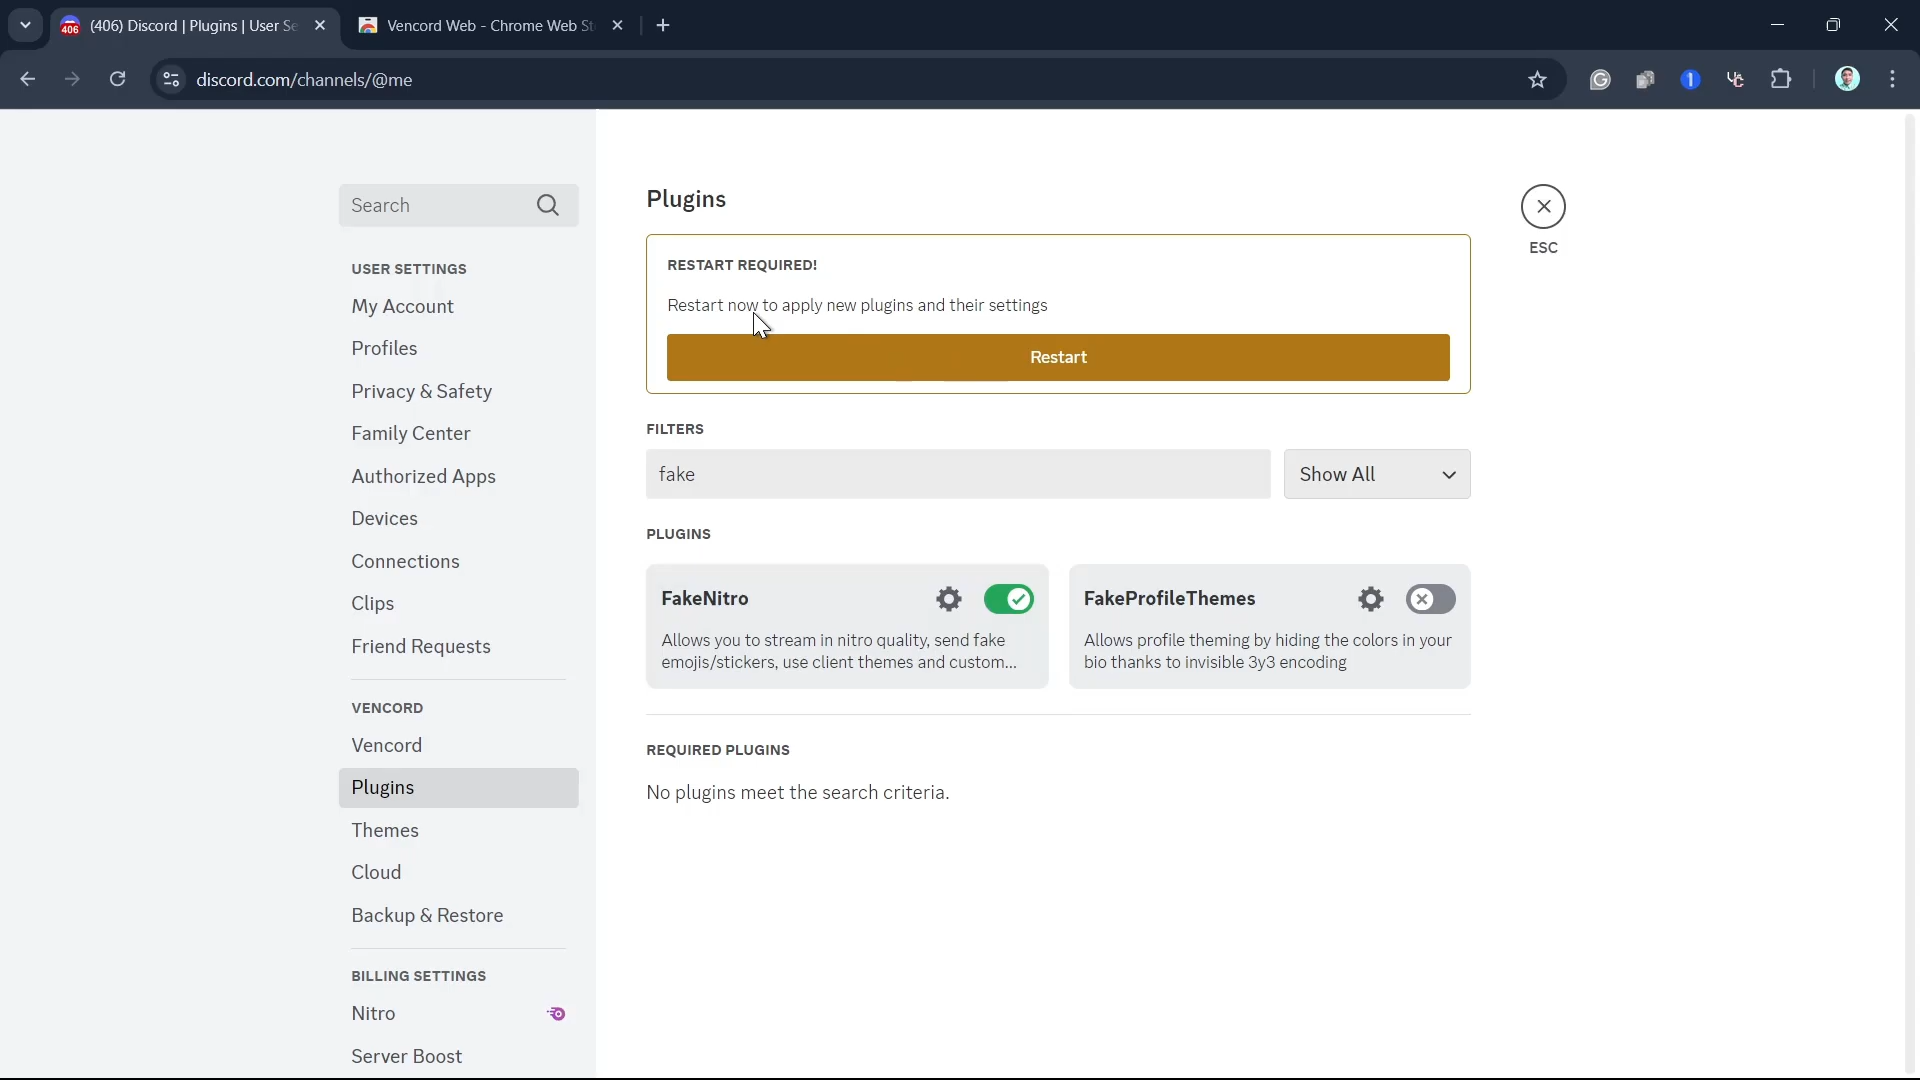 406
(406) Discord | Plugins | User Se
Vencord Web - Chrome Web St
discord.com/channels/@me
Search
USER SETTINGS
My Account
Profiles
Privacy & Safety
Family Center
Authorized Apps
Devices
Connections
Clips
Friend Requests
VENCORD
Vencord
Plugins
Themes
Cloud
Backup & Restore
BILLING SETTINGS
Nitro
Server Boost
Plugins
ESC
RESTART REQUIRED!
Restart now to apply new plugins and their settings
Restart
FILTERS
fake
Show All
PLUGINS
FakeNitro
Allows you to stream in nitro quality, send fake
emojis/stickers, use client themes and custom...
FakeProfileThemes
Allows profile theming by hiding the colors in your
bio thanks to invisible 3y3 encoding
REQUIRED PLUGINS
No plugins meet the search criteria.